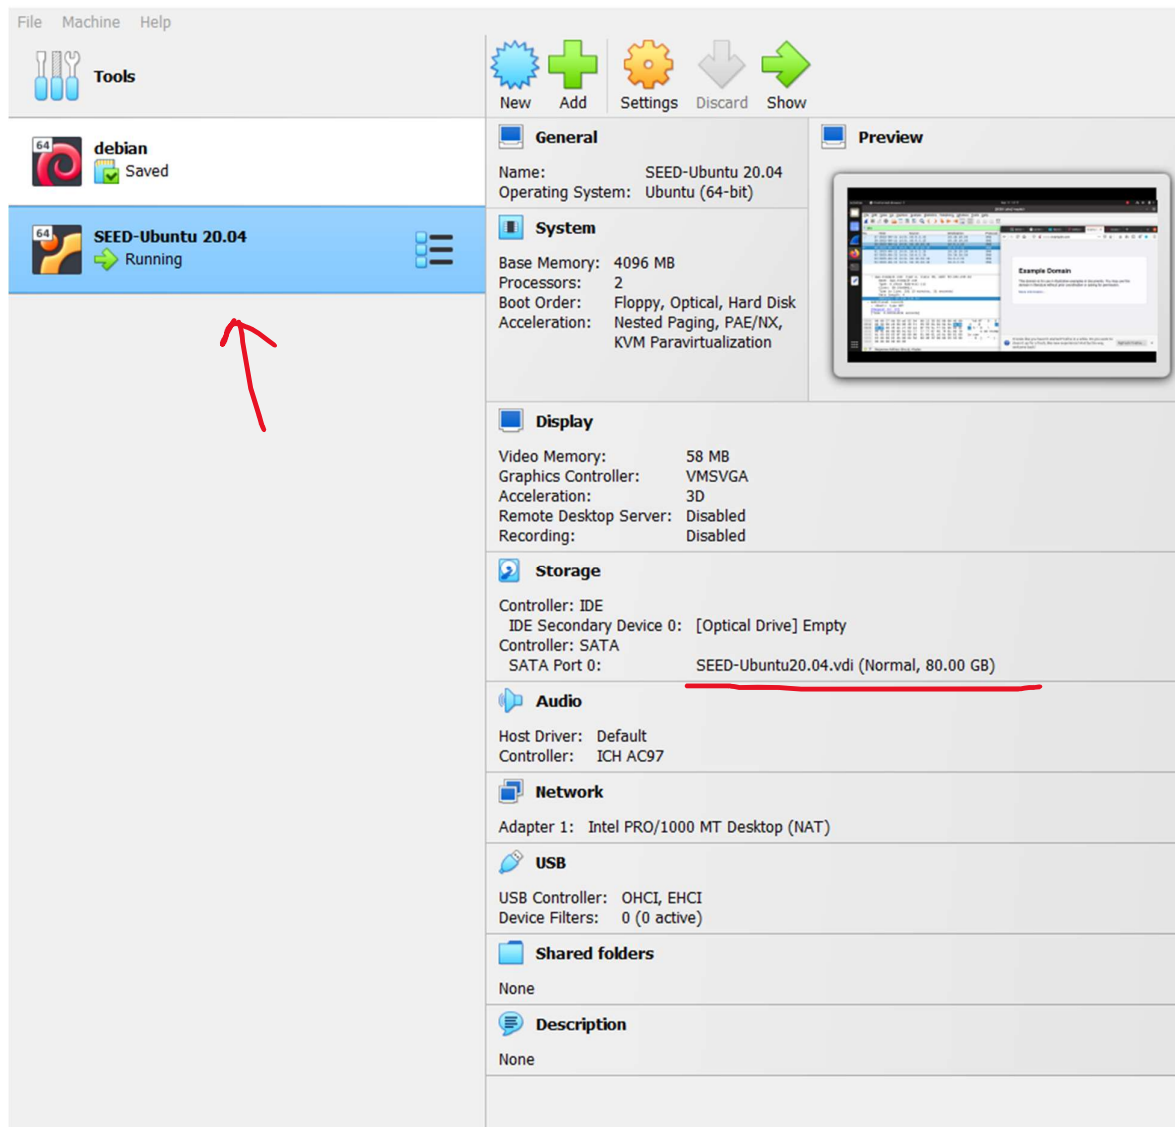 File Machine Help
Tools
New Add Settings Discard Show
64
debian
Saved
64
SEED-Ubuntu 20.04
Running
General
Name: SEED-Ubuntu 20.04
Operating System: Ubuntu (64-bit)
System
Base Memory: 4096 MB
Processors: 2
Boot Order: Floppy, Optical, Hard Disk
Acceleration: Nested Paging, PAE/NX,
KVM Paravirtualization
Preview
Example Domain
Display
Video Memory: 58 MB
Graphics Controller: VMSVGA
Acceleration: 3D
Remote Desktop Server: Disabled
Recording: Disabled
Storage
Controller: IDE
IDE Secondary Device 0: [Optical Drive] Empty
Controller: SATA
SATA Port 0: SEED-Ubuntu20.04.vdi (Normal, 80.00 GB)
Audio
Host Driver: Default
Controller: ICH AC97
Network
Adapter 1: Intel PRO/1000 MT Desktop (NAT)
USB
USB Controller: OHCI, EHCI
Device Filters: 0 (0 active)
Shared folders
None
Description
None